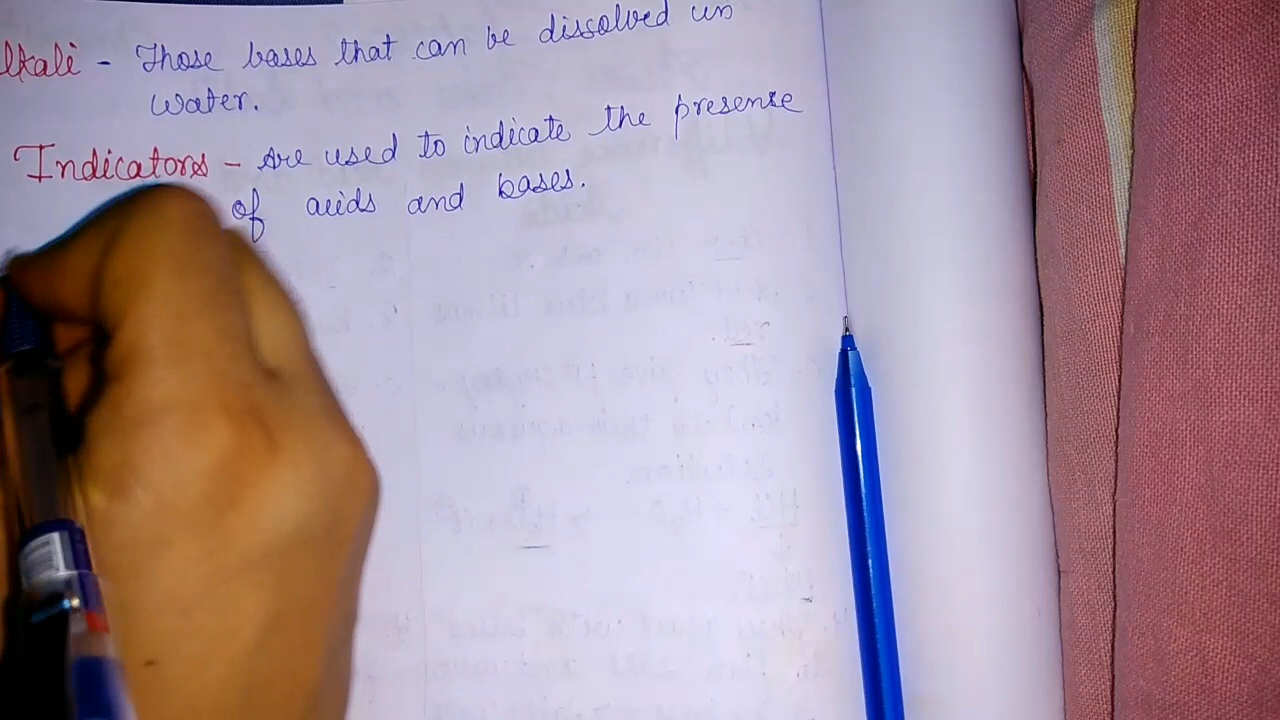 lkali - Those bases that can be dissolved in
water.
Indicators - Are used to indicate the presense
of acids and bases.